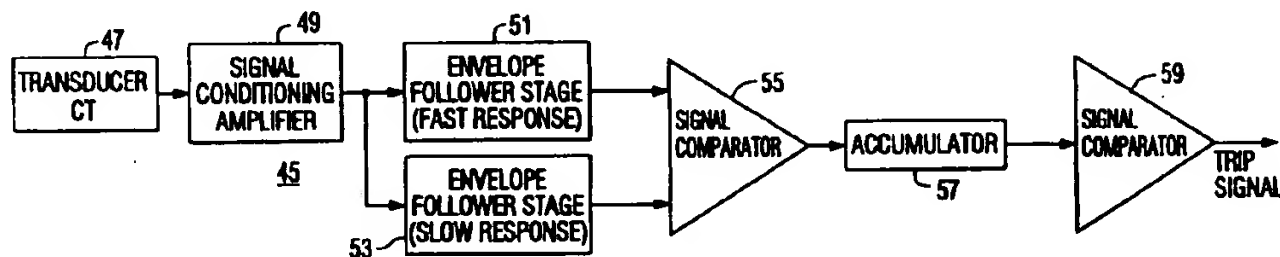 47
TRANSDUCER
CT
49
SIGNAL
CONDITIONING
AMPLIFIER
45
51
ENVELOPE
FOLLOWER STAGE
(FAST RESPONSE)
ENVELOPE
FOLLOWER STAGE
(SLOW RESPONSE)
53
55
SIGNAL
COMPARATOR
ACCUMULATOR
57
59
SIGNAL
COMPARATOR
TRIP
SIGNAL